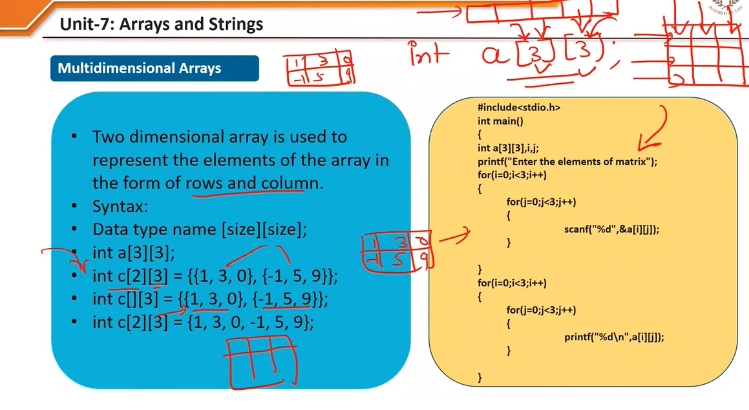 Unit-7: Arrays and Strings
int a[3][3];
Multidimensional Arrays
1 3 0
-1 5 9
• Two dimensional array is used to
represent the elements of the array in
the form of rows and column.
• Syntax:
• Data type name [size][size];
• int a[3][3];
• int c[2][3] = {{1, 3, 0}, {-1, 5, 9}};
• int c[][3] = {{1, 3, 0}, {-1, 5, 9}};
• int c[2][3] = {1, 3, 0, -1, 5, 9};
1 3 0
-1 5 9
#include<stdio.h>
int main()
{
int a[3][3],i,j;
printf("Enter the elements of matrix");
for(i=0;i<3;i++)
{
for(j=0;j<3;j++)
{
scanf("%d",&a[i][j]);
}
}
for(i=0;i<3;i++)
{
for(j=0;j<3;j++)
{
printf("%d\n",a[i][j]);
}
}